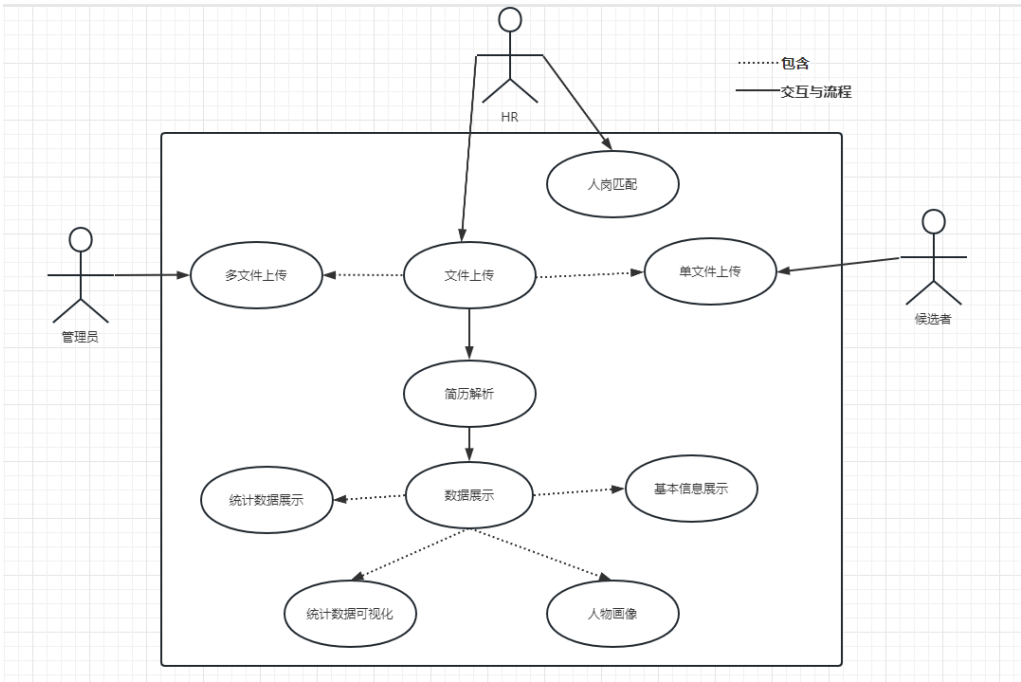 包含
交互与流程
HR
人岗匹配
多文件上传
文件上传
单文件上传
管理员
候选者
简历解析
统计数据展示
数据展示
基本信息展示
统计数据可视化
人物画像